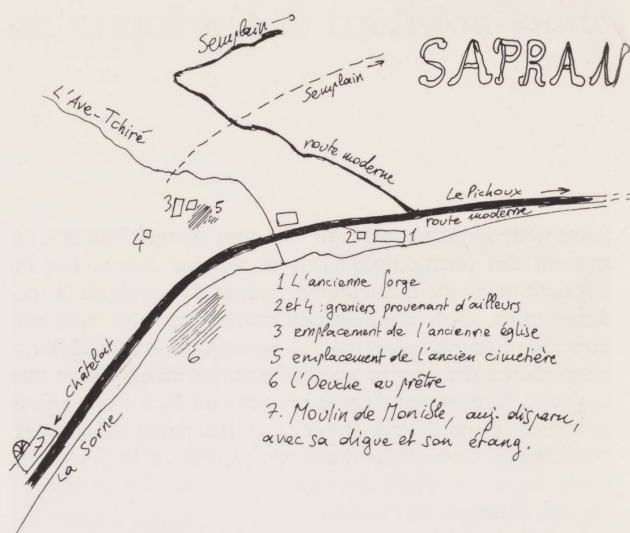 SAPRAN
Semplain
Semplain
L'Ave-Tchiré
route moderne
Le Pichoux
route moderne
3
5
4
2
1
6
Châtelat
La Sorne
7
1 L'ancienne forge
2 et 4 : greniers provenant d'ailleurs
3 emplacement de l'ancienne église
5 emplacement de l'ancien cimetière
6 l'Oeuche au prêtre
7. Moulin de Monible, auj. disparu,
avec sa digue et son étang.